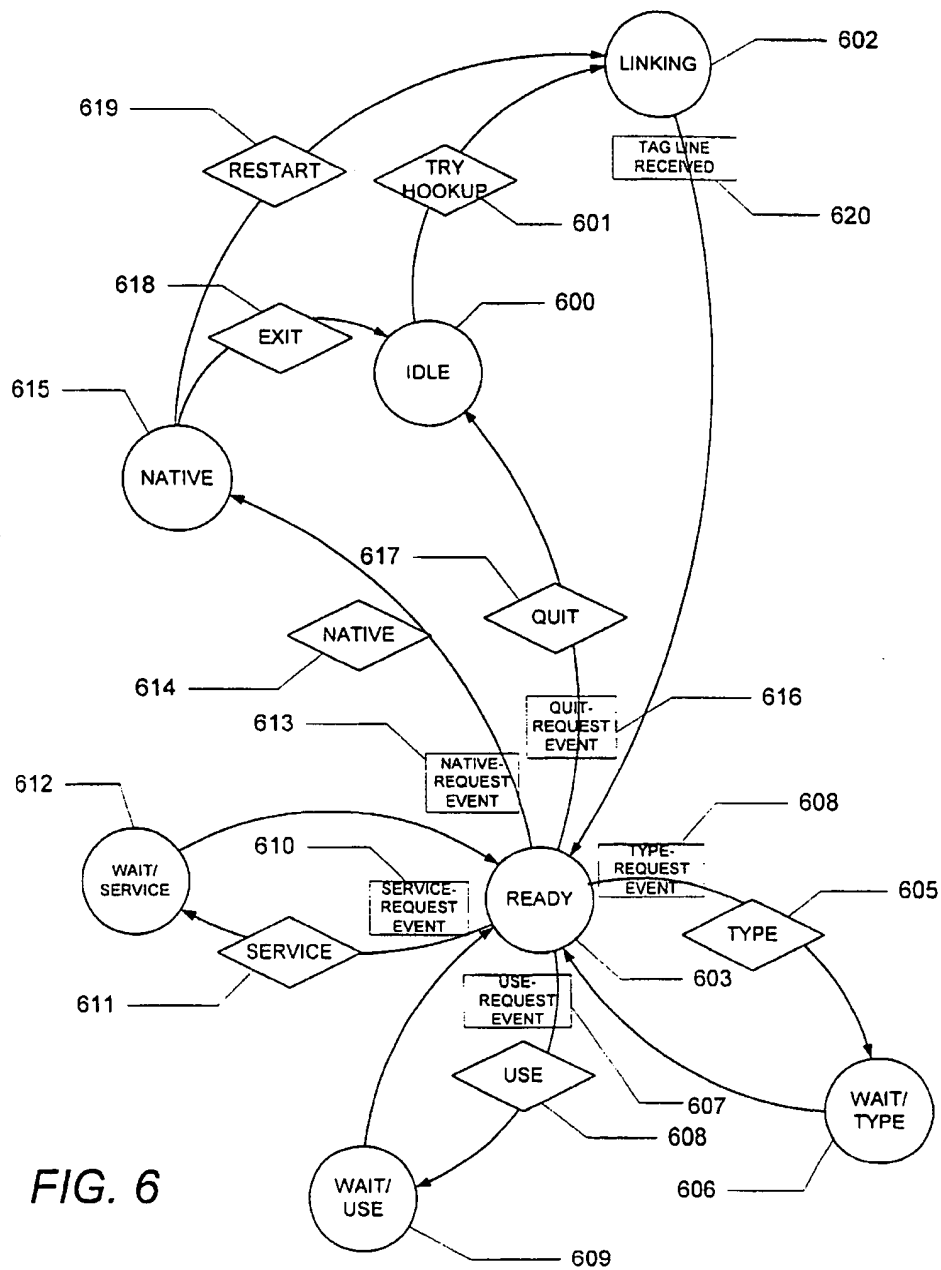 602
LINKING
619
TAG LINE
RECEIVED
RESTART
TRY
HOOKUP
620
601
618
600
EXIT
IDLE
615
NATIVE
617
QUIT
NATIVE
614
616
613
QUIT-
REQUEST
EVENT
NATIVE-
REQUEST
EVENT
612
608
610
TYPE-
REQUEST
EVENT
605
WAIT/
SERVICE
SERVICE-
REQUEST
EVENT
READY
TYPE
SERVICE
603
611
USE-
REQUEST
EVENT
USE
607
WAIT/
TYPE
608
606
FIG. 6
WAIT/
USE
609